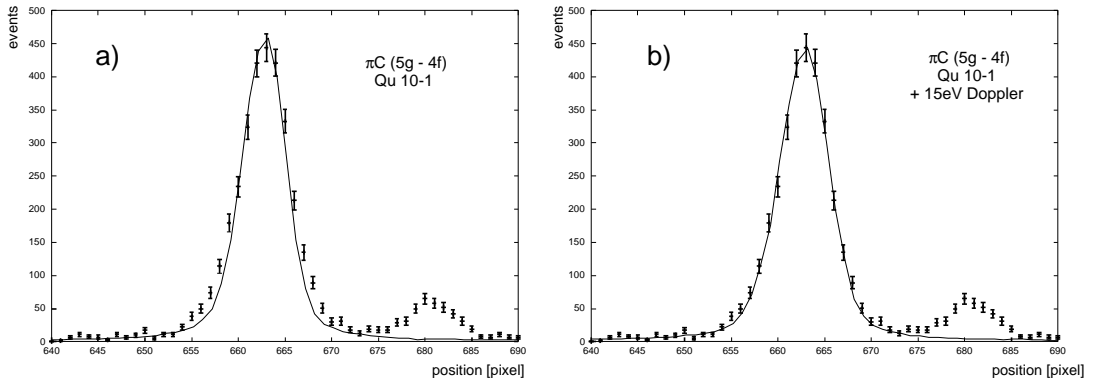 events
500
450
400
350
300
250
200
150
100
50
0
640 645 650 655 660 665 670 675 680 685 690
position [pixel]
a)
πC (5g - 4f)
Qu 10-1
events
500
450
400
350
300
250
200
150
100
50
0
640 645 650 655 660 665 670 675 680 685 690
position [pixel]
b)
πC (5g - 4f)
Qu 10-1
+ 15eV Doppler